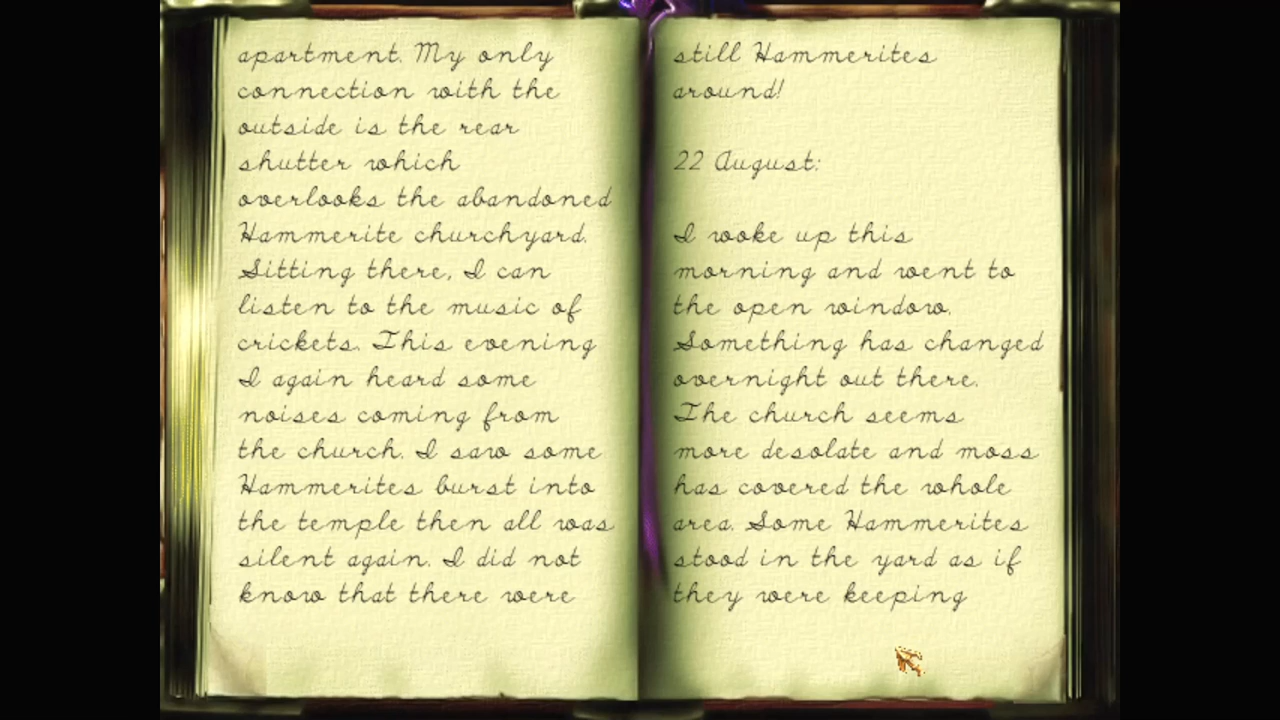 apartment. My only
connection with the
outside is the rear
shutter which
overlooks the abandoned
Hammerite churchyard.
Sitting there, I can
listen to the music of
crickets. This evening
I again heard some
noises coming from
the church. I saw some
Hammerites burst into
the temple then all was
silent again. I did not
know that there were
still Hammerites
around!
22 August:
I woke up this
morning and went to
the open window.
Something has changed
overnight out there.
The church seems
more desolate and moss
has covered the whole
area. Some Hammerites
stood in the yard as if
they were keeping